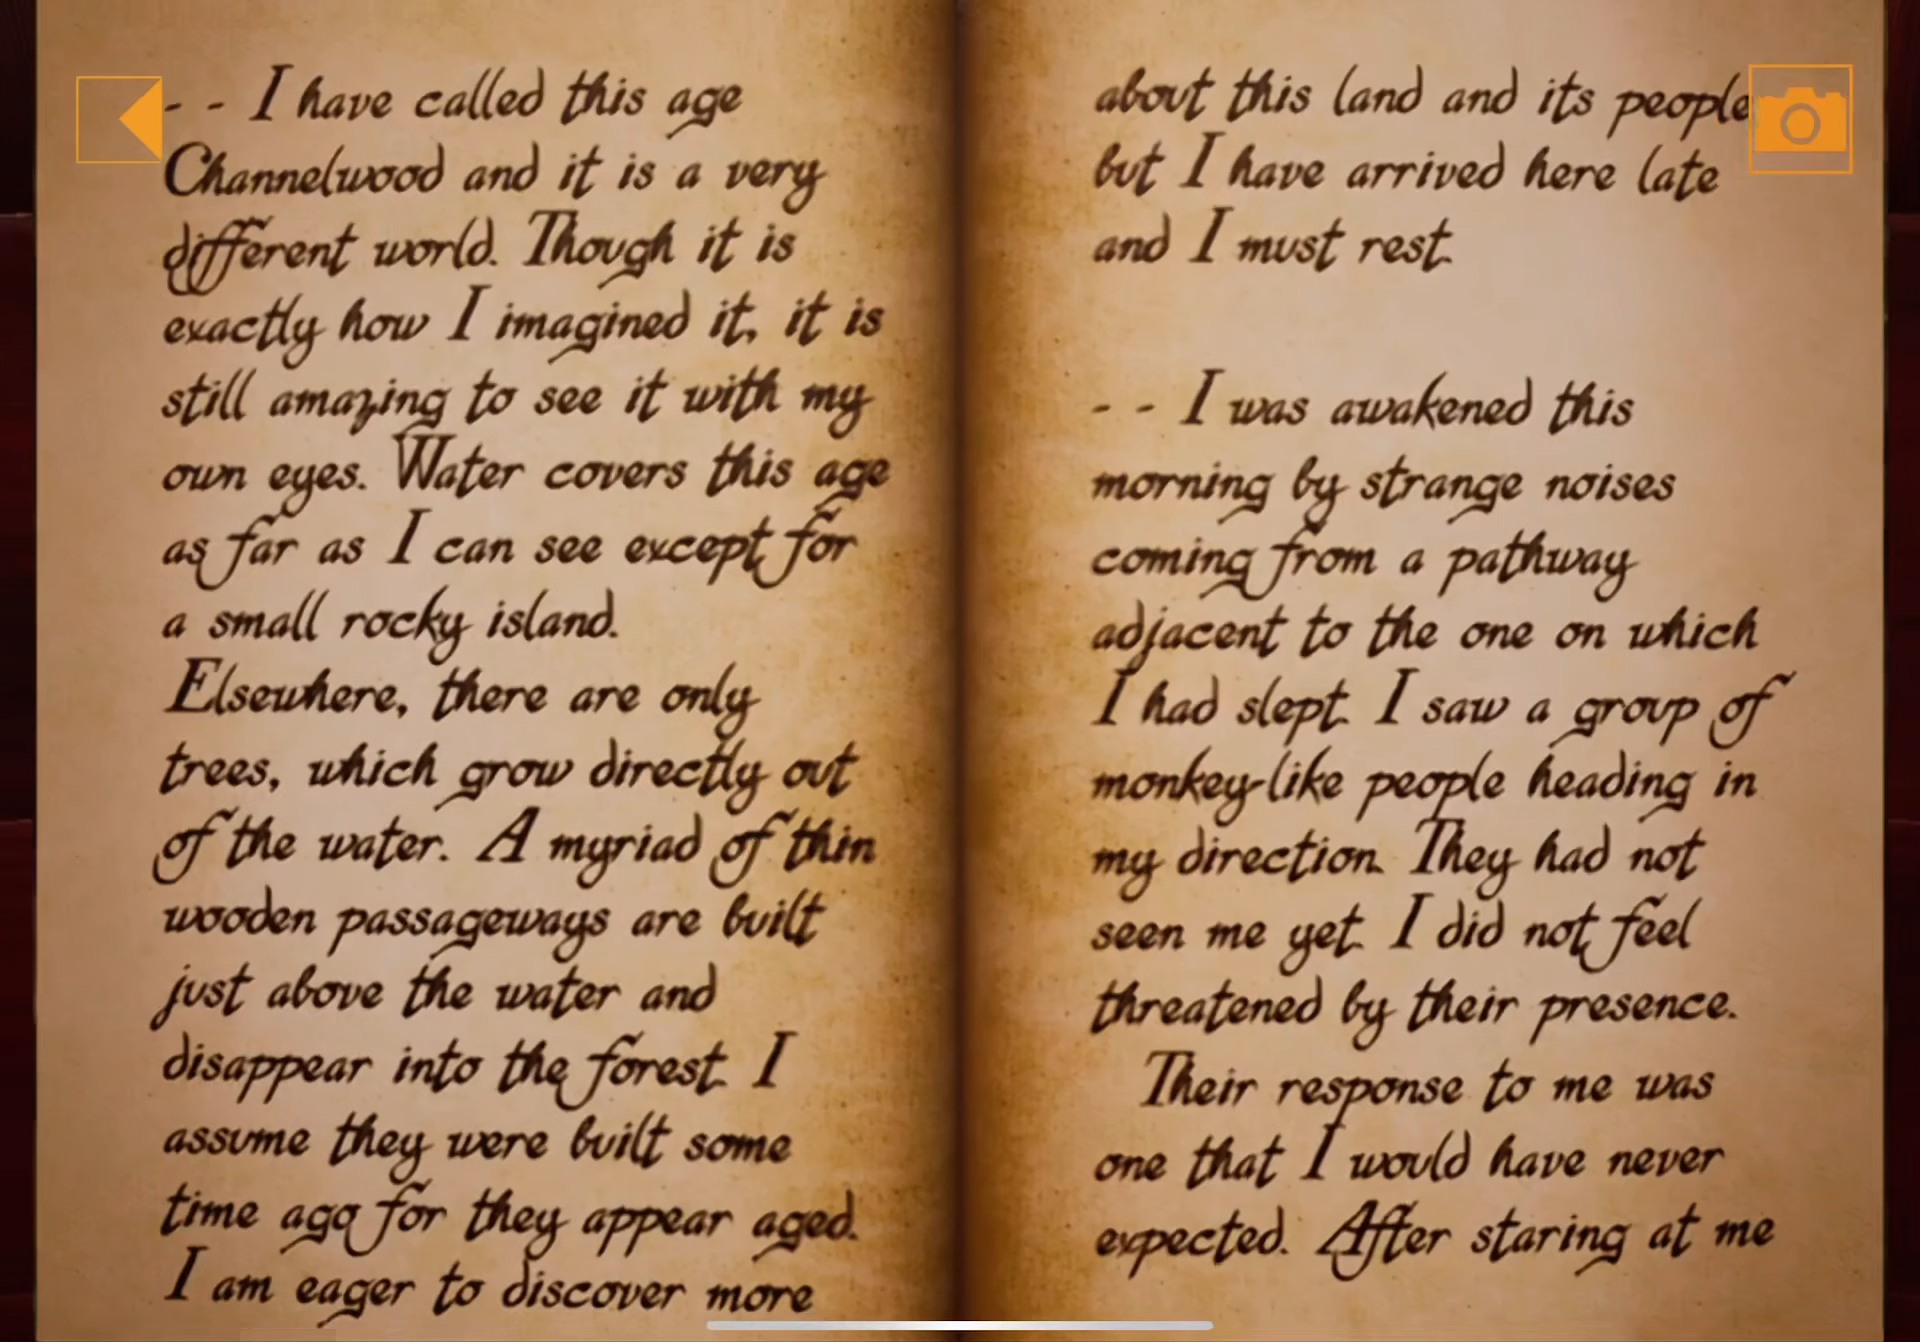 - - I have called this age
Channelwood and it is a very
different world. Though it is
exactly how I imagined it, it is
still amazing to see it with my
own eyes. Water covers this age
as far as I can see except for
a small rocky island.
Elsewhere, there are only
trees, which grow directly out
of the water. A myriad of thin
wooden passageways are built
just above the water and
disappear into the forest. I
assume they were built some
time ago for they appear aged.
I am eager to discover more
about this land and its people
but I have arrived here late
and I must rest.
- - I was awakened this
morning by strange noises
coming from a pathway
adjacent to the one on which
I had slept. I saw a group of
monkey-like people heading in
my direction. They had not
seen me yet. I did not feel
threatened by their presence.
Their response to me was
one that I would have never
expected. After staring at me